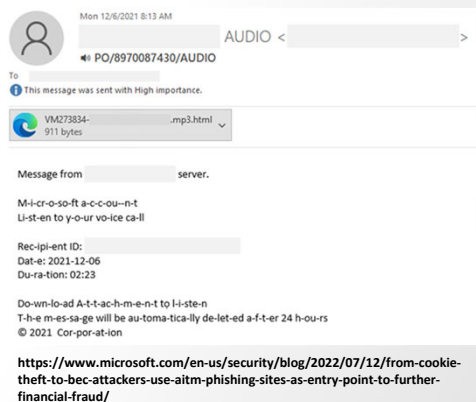 Mon 12/6/2021 8:13 AM
AUDIO < >
PO/8970087430/AUDIO
To
This message was sent with High importance.
VM273834- .mp3.html
911 bytes
Message from server.
M-i-cr-o-so-ft a-c-c-ou--n-t
Li-st-en to y-o-ur vo-ice ca-ll
Rec-ipi-ent ID:
Dat-e: 2021-12-06
Du-ra-tion: 02:23
Do-wn-lo-ad A-t-t-ac-h-m-e-n-t to l-i-ste-n
T-h-e m-es-sa-ge will be au-toma-tica-lly de-let-ed a-f-t-er 24 h-ou-rs
© 2021 Cor-por-at-ion
https://www.microsoft.com/en-us/security/blog/2022/07/12/from-cookie-
theft-to-bec-attackers-use-aitm-phishing-sites-as-entry-point-to-further-
financial-fraud/